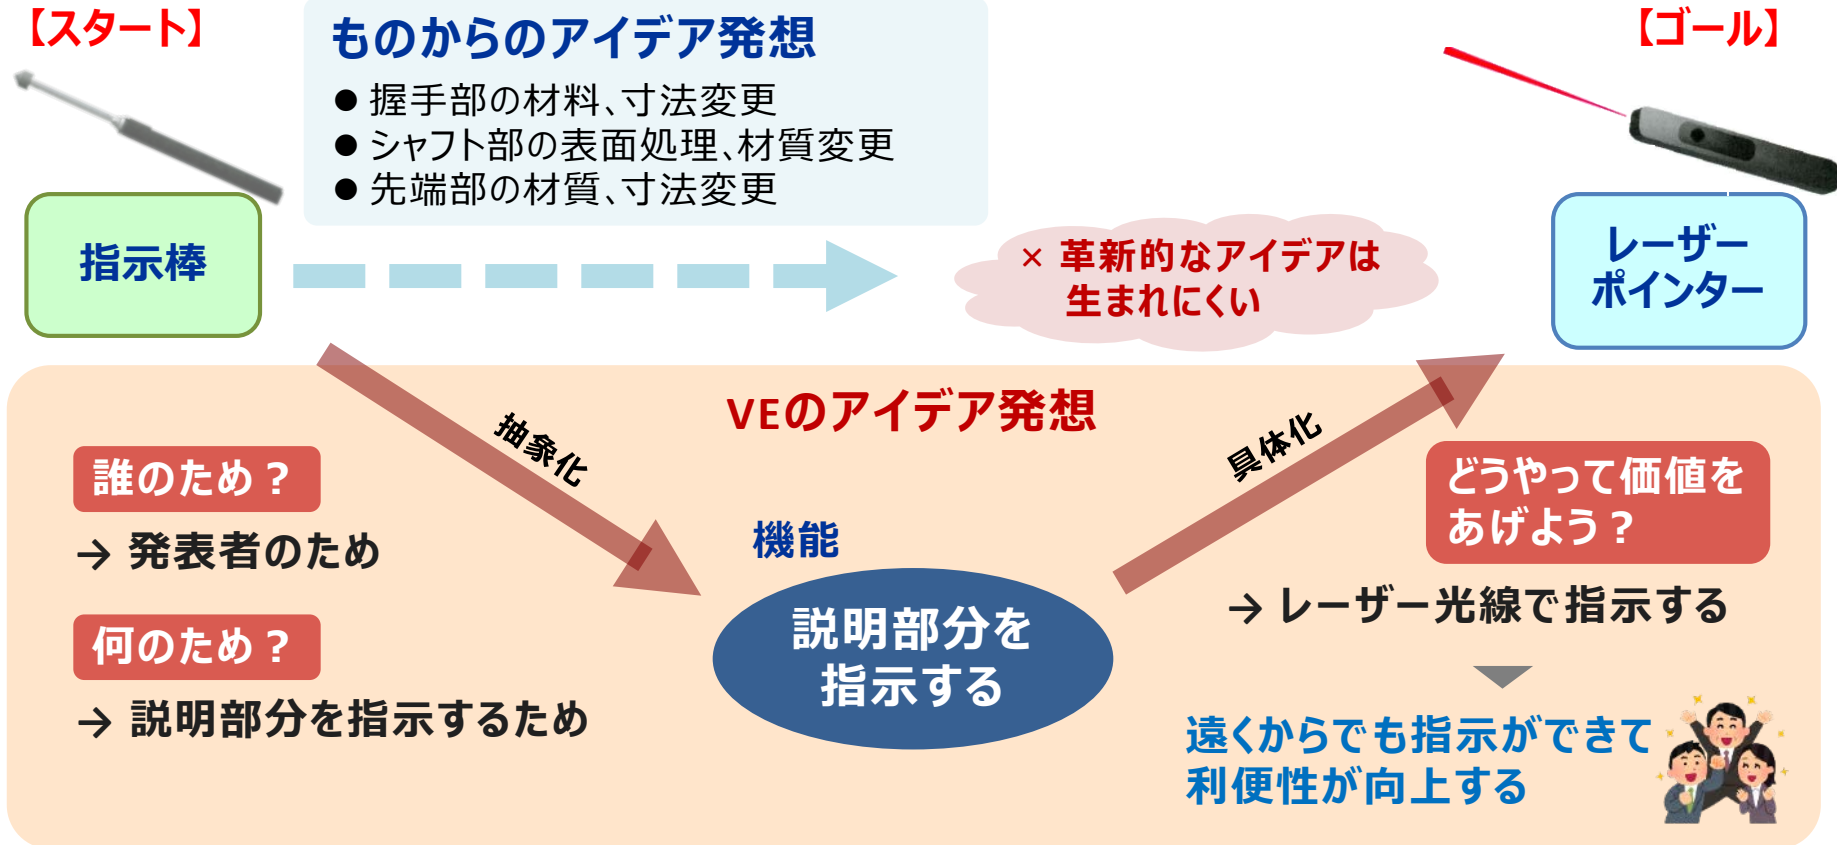 【スタート】
ものからのアイデア発想
● 握手部の材料、寸法変更
● シャフト部の表面処理、材質変更
● 先端部の材質、寸法変更
【ゴール】
指示棒
× 革新的なアイデアは
生まれにくい
レーザー
ポインター
VEのアイデア発想
抽象化
具体化
誰のため？
→ 発表者のため
何のため？
→ 説明部分を指示するため
機能
説明部分を
指示する
どうやって価値を
あげよう？
→ レーザー光線で指示する
遠くからでも指示ができて
利便性が向上する